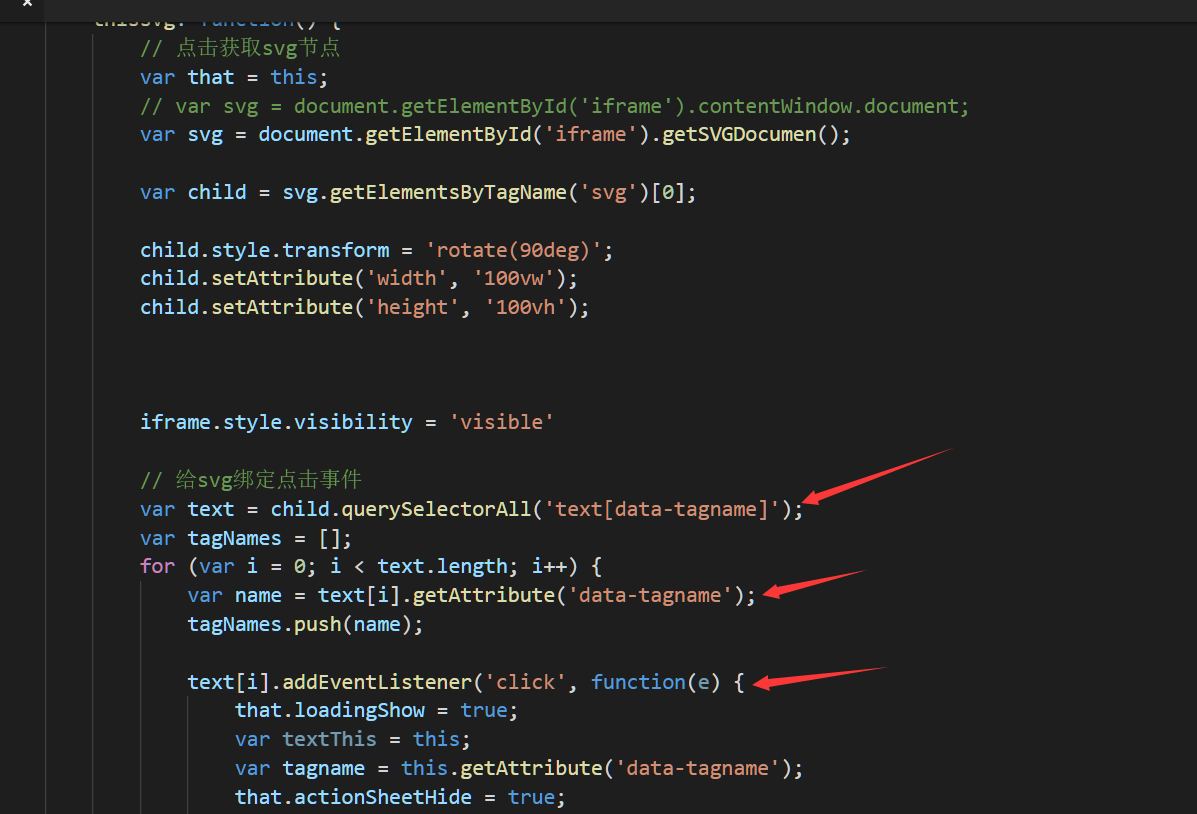 thissvg: function() {
// 点击获取svg节点
var that = this;
// var svg = document.getElementById('iframe').contentWindow.document;
var svg = document.getElementById('iframe').getSVGDocumen();
var child = svg.getElementsByTagName('svg')[0];
child.style.transform = 'rotate(90deg)';
child.setAttribute('width', '100vw');
child.setAttribute('height', '100vh');
iframe.style.visibility = 'visible'
// 给svg绑定点击事件
var text = child.querySelectorAll('text[data-tagname]');
var tagNames = [];
for (var i = 0; i < text.length; i++) {
var name = text[i].getAttribute('data-tagname');
tagNames.push(name);
text[i].addEventListener('click', function(e) {
that.loadingShow = true;
var textThis = this;
var tagname = this.getAttribute('data-tagname');
that.actionSheetHide = true;